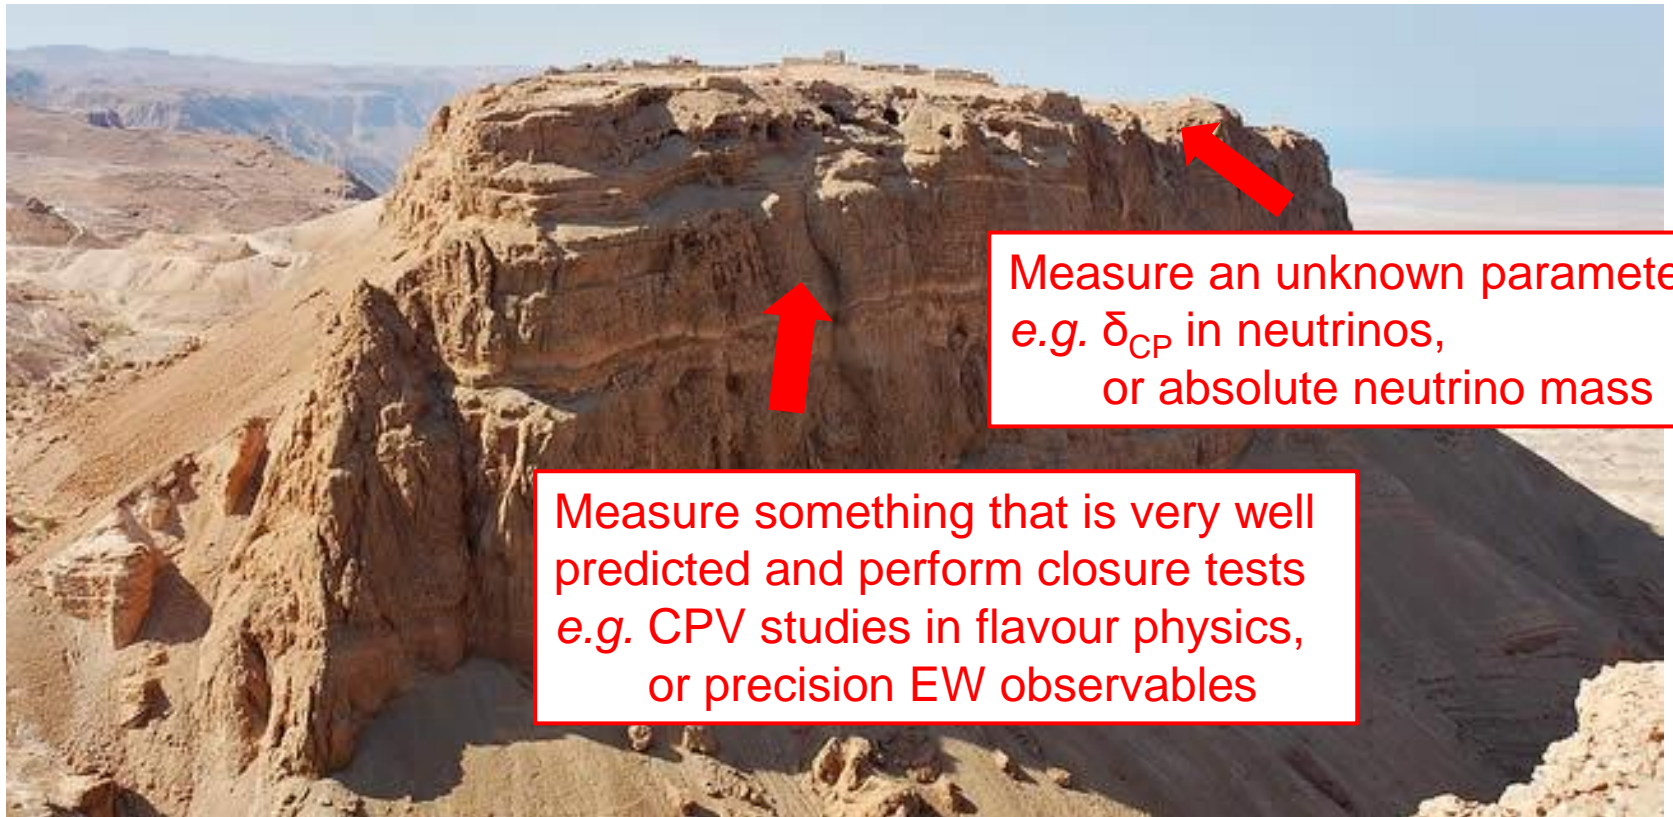 Measure an unknown paramete
e.g. δCP in neutrinos,
or absolute neutrino mass
Measure something that is very well
predicted and perform closure tests
e.g. CPV studies in flavour physics,
or precision EW observables